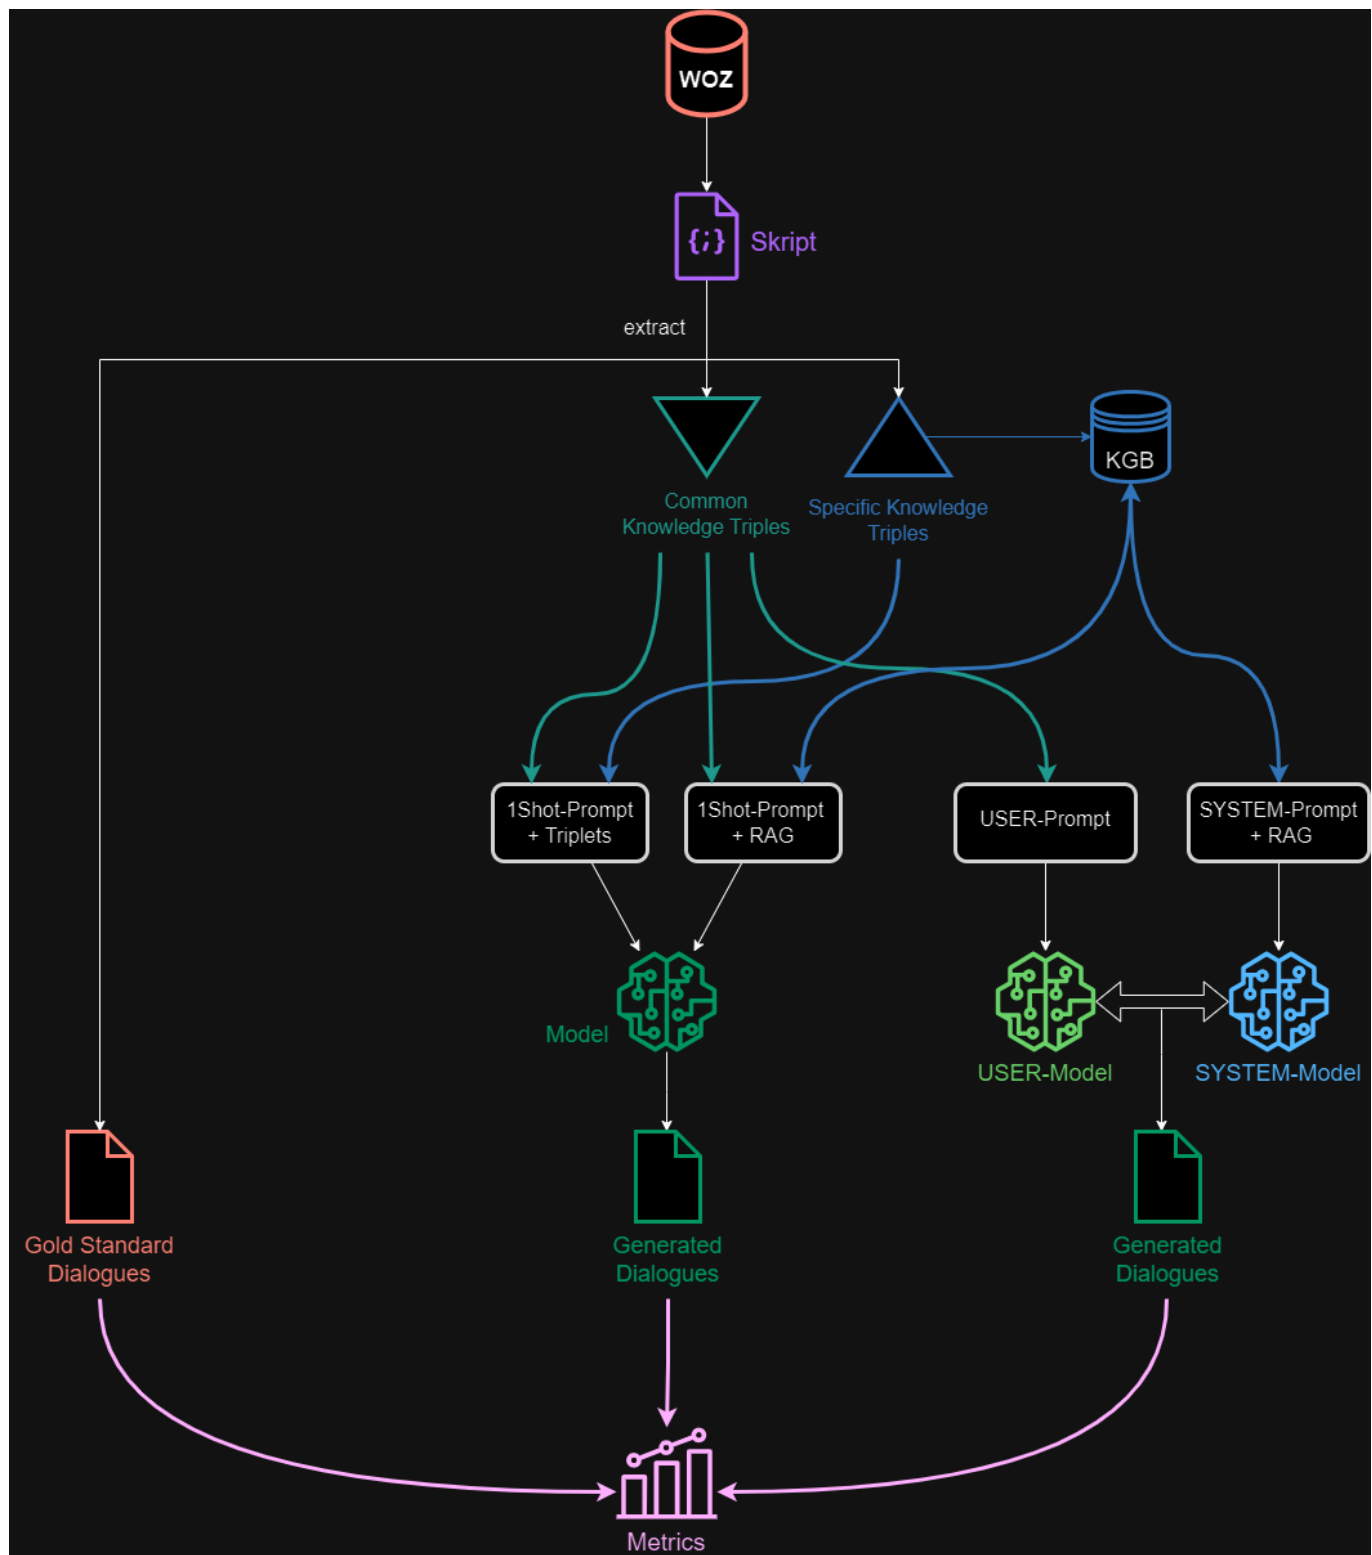 WOZ
{;}
Skript
extract
KGB
Common
Knowledge Triples
Specific Knowledge
Triples
1Shot-Prompt
+ Triplets
1Shot-Prompt
+ RAG
USER-Prompt
SYSTEM-Prompt
+ RAG
Model
USER-Model
SYSTEM-Model
Gold Standard
Dialogues
Generated
Dialogues
Generated
Dialogues
Metrics